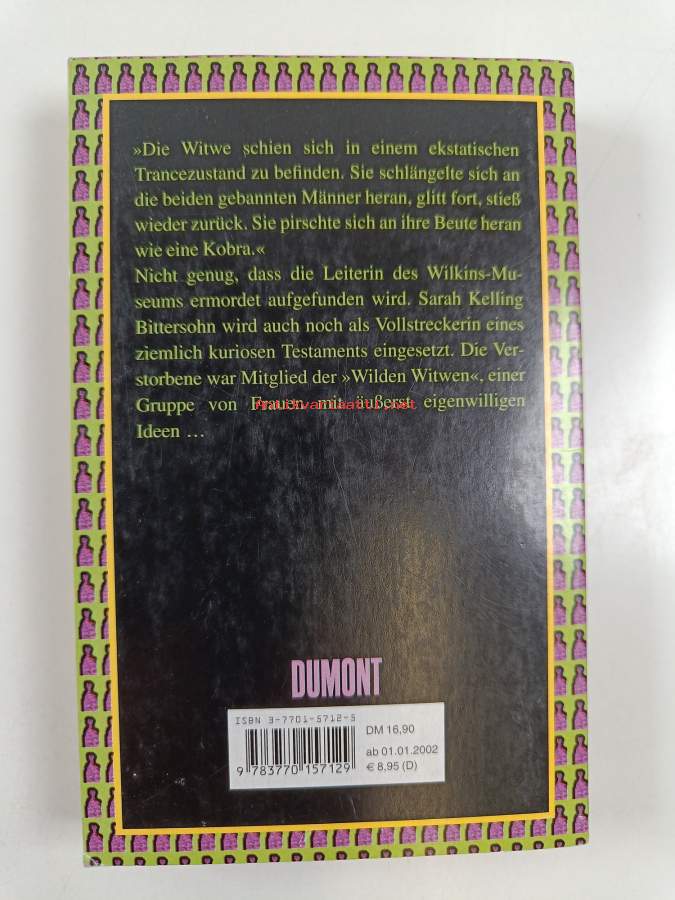 »Die Witwe schien sich in einem ekstatischen
Trancezustand zu befinden. Sie schlängelte sich an
die beiden gebannten Männer heran, glitt fort, stieß
wieder zurück. Sie pirschte sich an ihre Beute heran
wie eine Kobra.«
Nicht genug, dass die Leiterin des Wilkins-Mu-
seums ermordet aufgefunden wird. Sarah Kelling
Bittersohn wird auch noch als Vollstreckerin eines
ziemlich kuriosen Testaments eingesetzt. Die Ver-
storbene war Mitglied der »Wilden Witwen«, einer
Gruppe von Frauen mit äußerst eigenwilligen
Ideen ...
DUMONT
ISBN 3-7701-5712-5
DM 16,90
ab 01.01.2002
€ 8,95 (D)
9 783770 157129